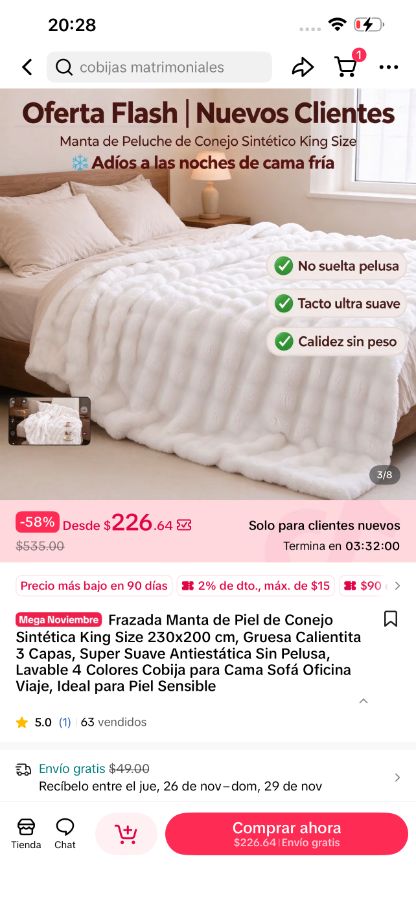 20:28
cobijas matrimoniales
1
Oferta Flash | Nuevos Clientes
Manta de Peluche de Conejo Sintético King Size
Adíos a las noches de cama fría
No suelta pelusa
Tacto ultra suave
Calidez sin peso
3/8
-58% Desde $226.64
Solo para clientes nuevos
$535.00
Termina en 03:32:00
Precio más bajo en 90 días
2% de dto., máx. de $15
$90
Mega Noviembre Frazada Manta de Piel de Conejo
Sintética King Size 230x200 cm, Gruesa Calientita
3 Capas, Super Suave Antiestática Sin Pelusa,
Lavable 4 Colores Cobija para Cama Sofá Oficina
Viaje, Ideal para Piel Sensible
5.0 (1) 63 vendidos
Envío gratis $49.00
Recíbelo entre el jue, 26 de nov–dom, 29 de nov
Tienda
Chat
Comprar ahora
$226.64 | Envío gratis